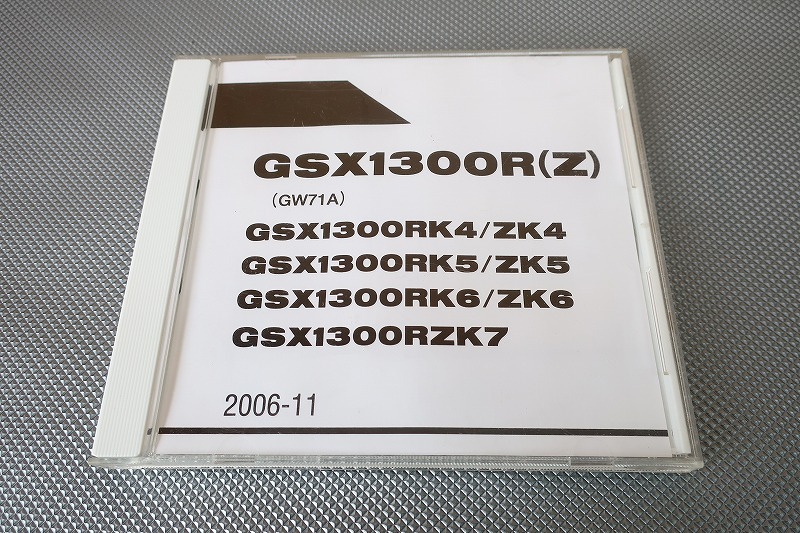 GSX1300R(Z)
(GW71A)
GSX1300RK4/ZK4
GSX1300RK5/ZK5
GSX1300RK6/ZK6
GSX1300RZK7
2006-11